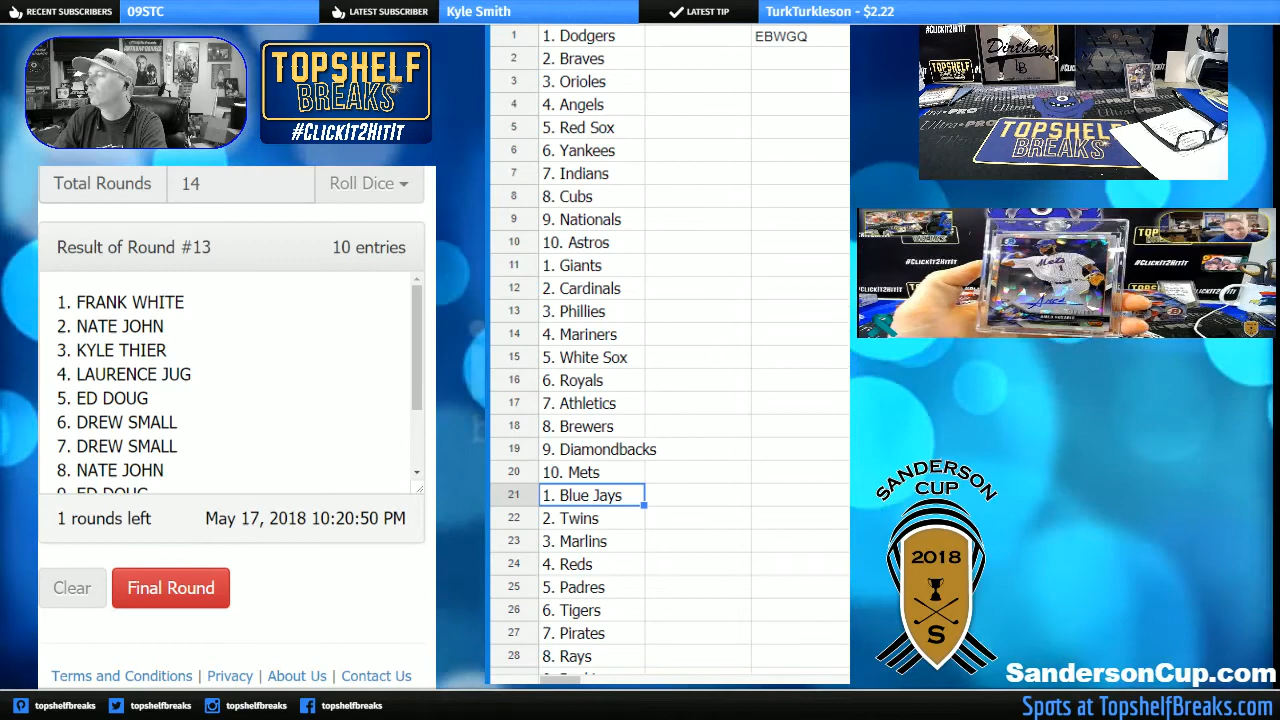 RECENT SUBSCRIBERS 09STC LATEST SUBSCRIBER Kyle Smith LATEST TIP TurkTurkleson - $2.22
TOPSHELF
BREAKS
#CLICKIT2HITIT
Total Rounds 14 Roll Dice
Result of Round #13 10 entries
1. FRANK WHITE
2. NATE JOHN
3. KYLE THIER
4. LAURENCE JUG
5. ED DOUG
6. DREW SMALL
7. DREW SMALL
8. NATE JOHN
9. ED DOUG
1 rounds left May 17, 2018 10:20:50 PM
Clear Final Round
Terms and Conditions | Privacy | About Us | Contact Us
1 1. Dodgers EBWGQ
2 2. Braves
3 3. Orioles
4 4. Angels
5 5. Red Sox
6 6. Yankees
7 7. Indians
8 8. Cubs
9 9. Nationals
10 10. Astros
11 1. Giants
12 2. Cardinals
13 3. Phillies
14 4. Mariners
15 5. White Sox
16 6. Royals
17 7. Athletics
18 8. Brewers
19 9. Diamondbacks
20 10. Mets
21 1. Blue Jays
22 2. Twins
23 3. Marlins
24 4. Reds
25 5. Padres
26 6. Tigers
27 7. Pirates
28 8. Rays
Dirtbags
LB
#CLICKIT2HITIT
TOPSHELF
BREAKS
Mets
1
#CLICKIT2HITIT
SANDERSON
CUP
2018
S
SandersonCup.com
topshelfbreaks topshelfbreaks topshelfbreaks topshelfbreaks
Spots at TopshelfBreaks.com